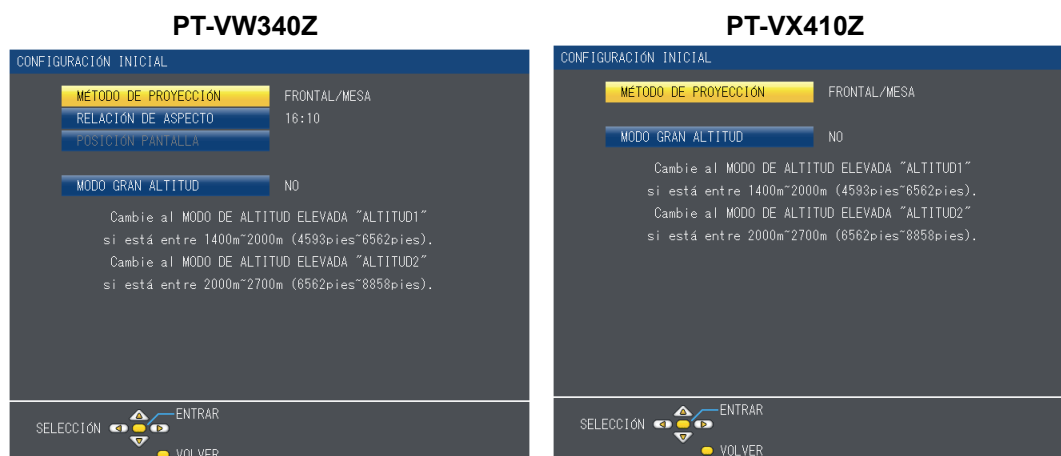 PT-VW340Z
CONFIGURACIÓN INICIAL
MÉTODO DE PROYECCIÓN FRONTAL/MESA
RELACIÓN DE ASPECTO 16:10
POSICIÓN PANTALLA
MODO GRAN ALTITUD NO
Cambie al MODO DE ALTITUD ELEVADA ˝ALTITUD1˝
si está entre 1400m~2000m (4593pies~6562pies).
Cambie al MODO DE ALTITUD ELEVADA ˝ALTITUD2˝
si está entre 2000m~2700m (6562pies~8858pies).
SELECCIÓN ENTRAR
VOLVER
PT-VX410Z
CONFIGURACIÓN INICIAL
MÉTODO DE PROYECCIÓN FRONTAL/MESA
MODO GRAN ALTITUD NO
Cambie al MODO DE ALTITUD ELEVADA ˝ALTITUD1˝
si está entre 1400m~2000m (4593pies~6562pies).
Cambie al MODO DE ALTITUD ELEVADA ˝ALTITUD2˝
si está entre 2000m~2700m (6562pies~8858pies).
SELECCIÓN ENTRAR
VOLVER